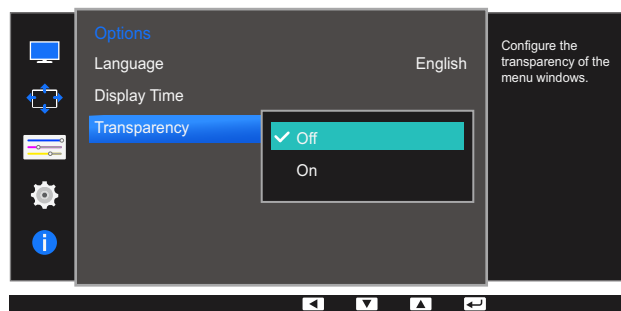 Options
Language English
Display Time
Transparency
Off
On
Configure the
transparency of the
menu windows.